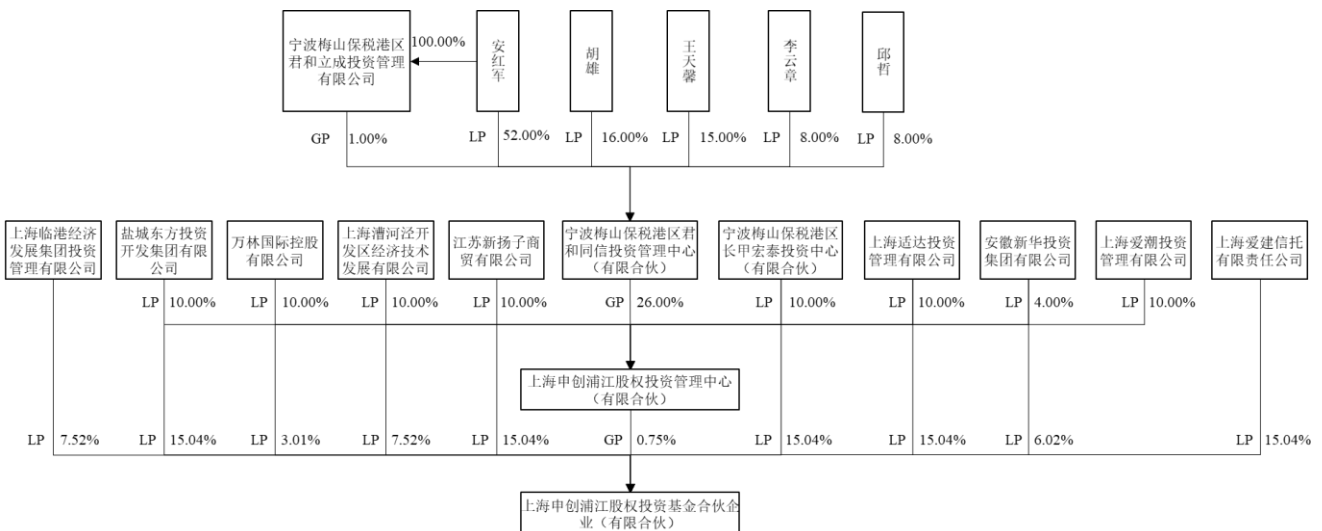 宁波梅山保税港区
君和立成投资管理
有限公司
100.00%
安红军
胡雄
王天馨
李云章
邱哲
GP 1.00%
LP 52.00%
LP 16.00%
LP 15.00%
LP 8.00%
LP 8.00%
上海临港经济
发展集团投资
管理有限公司
盐城东方投资
开发集团有限
公司
万林国际控股
有限公司
上海漕河泾开
发区经济技术
发展有限公司
江苏新扬子商
贸有限公司
宁波梅山保税港区君
和同信投资管理中心
（有限合伙）
宁波梅山保税港区
长甲宏泰投资中心
（有限合伙）
上海适达投资
管理有限公司
安徽新华投资
集团有限公司
上海爱潮投资
管理有限公司
上海爱建信托
有限责任公司
LP 10.00%
LP 10.00%
LP 10.00%
LP 10.00%
GP 26.00%
LP 10.00%
LP 10.00%
LP 4.00%
LP 10.00%
上海申创浦江股权投资管理中心
（有限合伙）
LP 7.52%
LP 15.04%
LP 3.01%
LP 7.52%
LP 15.04%
GP 0.75%
LP 15.04%
LP 15.04%
LP 6.02%
LP 15.04%
上海申创浦江股权投资基金合伙企
业（有限合伙）